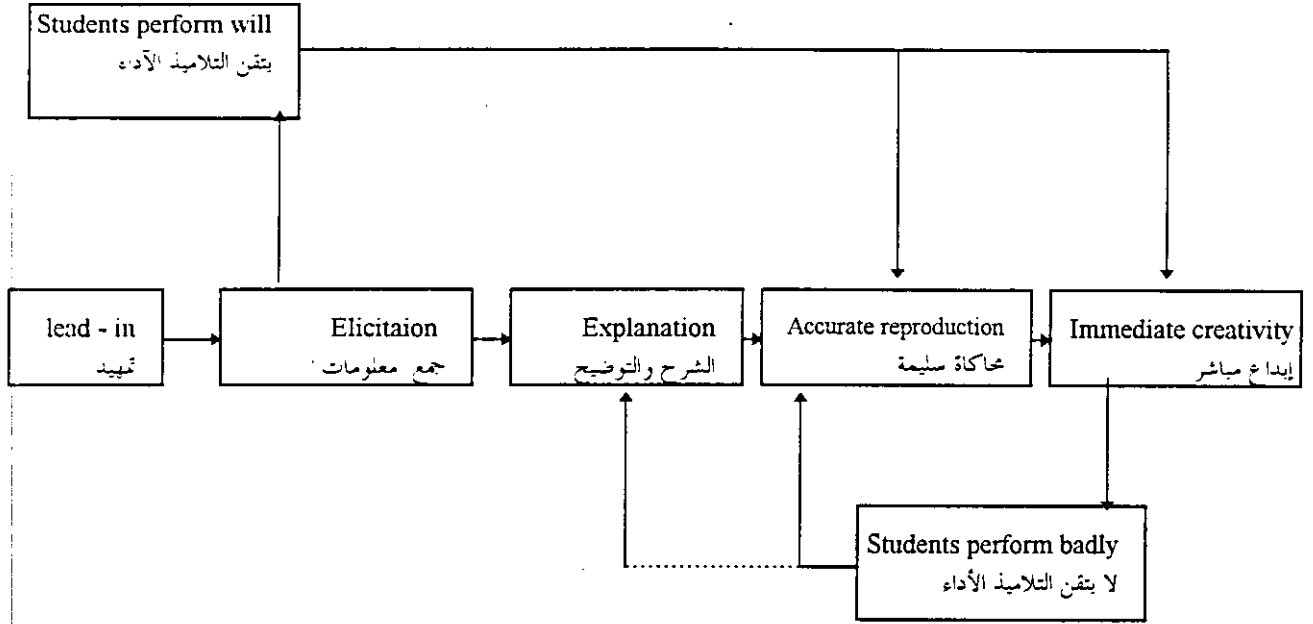 Students perform will
يتقن التلاميذ الآداء
lead - in
تمهيد
Elicitaion
جمع معلومات
Explanation
الشرح والتوضيح
Accurate reproduction
محاكاة سليمة
Immediate creativity
إبداع مباشر
Students perform badly
لا يتقن التلاميذ الأداء